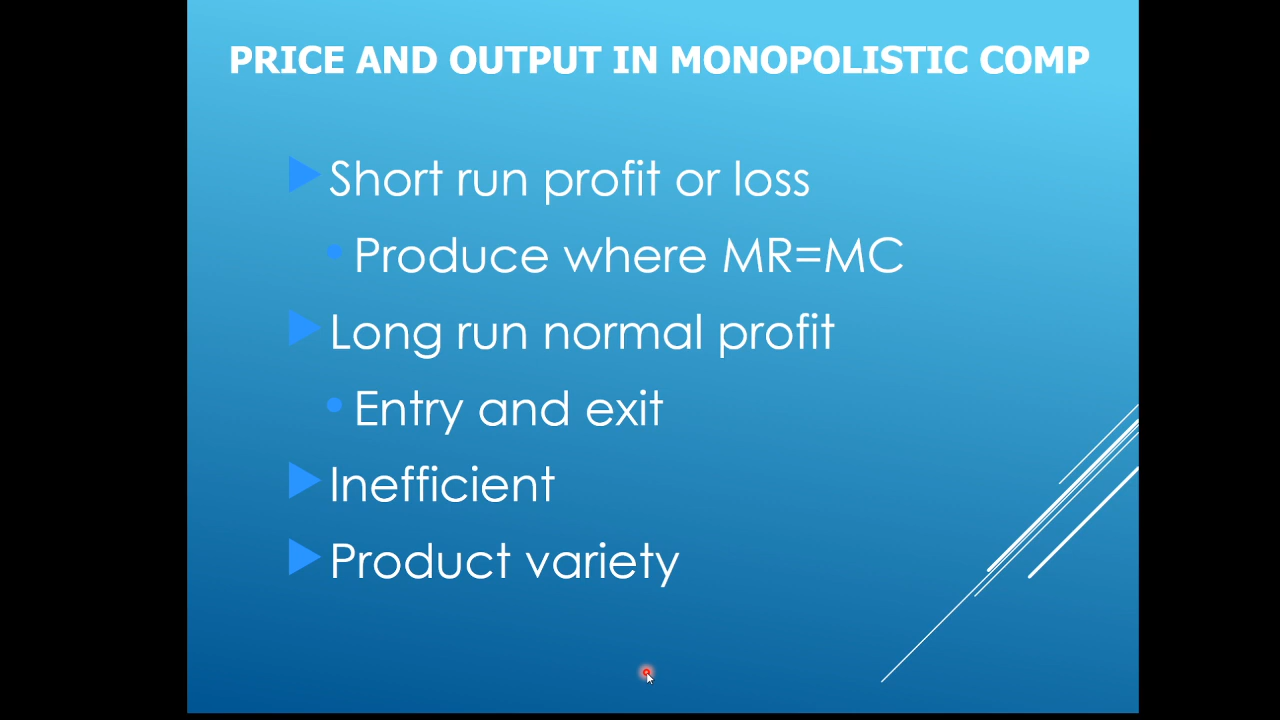 PRICE AND OUTPUT IN MONOPOLISTIC COMP
Short run profit or loss
Produce where MR=MC
Long run normal profit
Entry and exit
Inefficient
Product variety